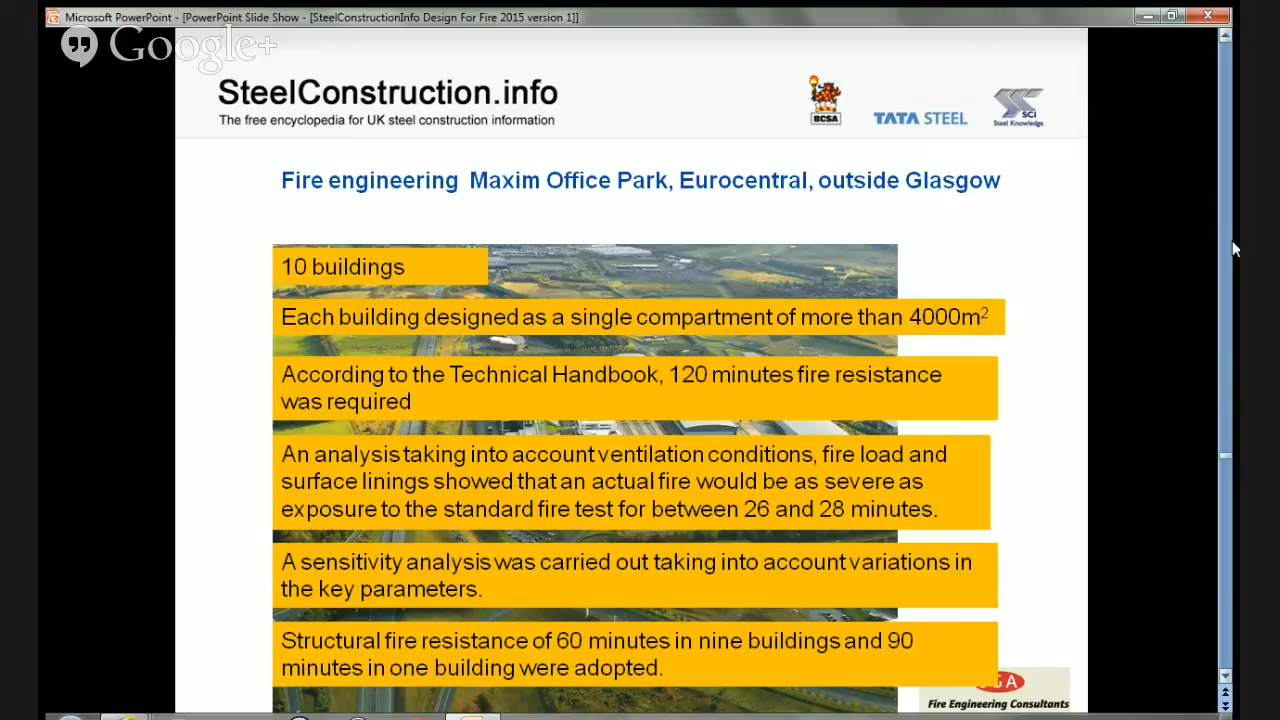 Microsoft PowerPoint - [PowerPoint Slide Show - [SteelConstructionInfo Design For Fire 2015 version 1]]
Google+
SteelConstruction.info
The free encyclopedia for UK steel construction information
BCSA
TATA STEEL
SCI
Steel Knowledge
Fire engineering Maxim Office Park, Eurocentral, outside Glasgow
10 buildings
Each building designed as a single compartment of more than 4000m²
According to the Technical Handbook, 120 minutes fire resistance
was required
An analysis taking into account ventilation conditions, fire load and
surface linings showed that an actual fire would be as severe as
exposure to the standard fire test for between 26 and 28 minutes.
A sensitivity analysis was carried out taking into account variations in
the key parameters.
Structural fire resistance of 60 minutes in nine buildings and 90
minutes in one building were adopted.
Fire Engineering Consultants